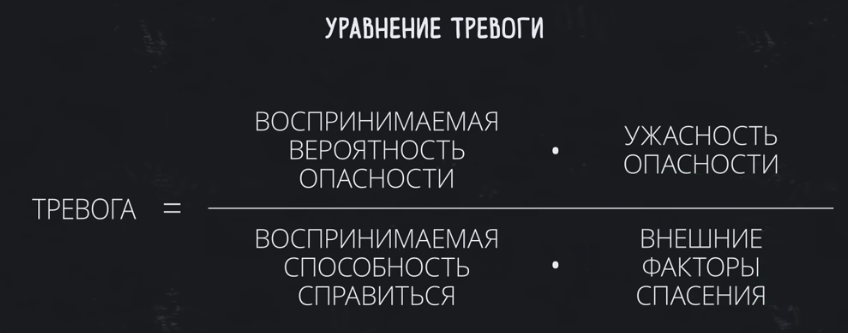 УРАВНЕНИЕ ТРЕВОГИ
ВОСПРИНИМАЕМАЯ
ВЕРОЯТНОСТЬ
ОПАСНОСТИ
•
УЖАСНОСТЬ
ОПАСНОСТИ
ТРЕВОГА =
ВОСПРИНИМАЕМАЯ
СПОСОБНОСТЬ
СПРАВИТЬСЯ
•
ВНЕШНИЕ
ФАКТОРЫ
СПАСЕНИЯ